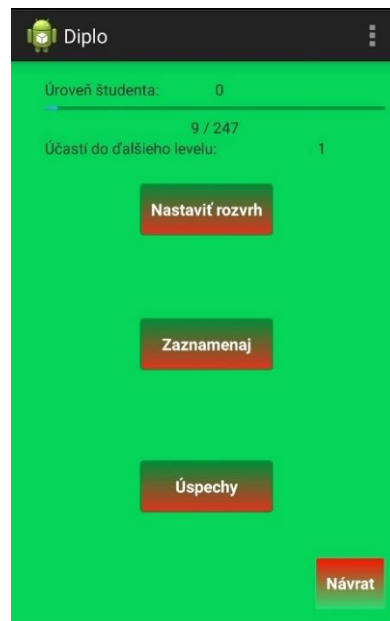 Diplo
Úroveň študenta: 0
9 / 247
Účastí do ďalšieho levelu: 1
Nastaviť rozvrh
Zaznamenaj
Úspechy
Návrat